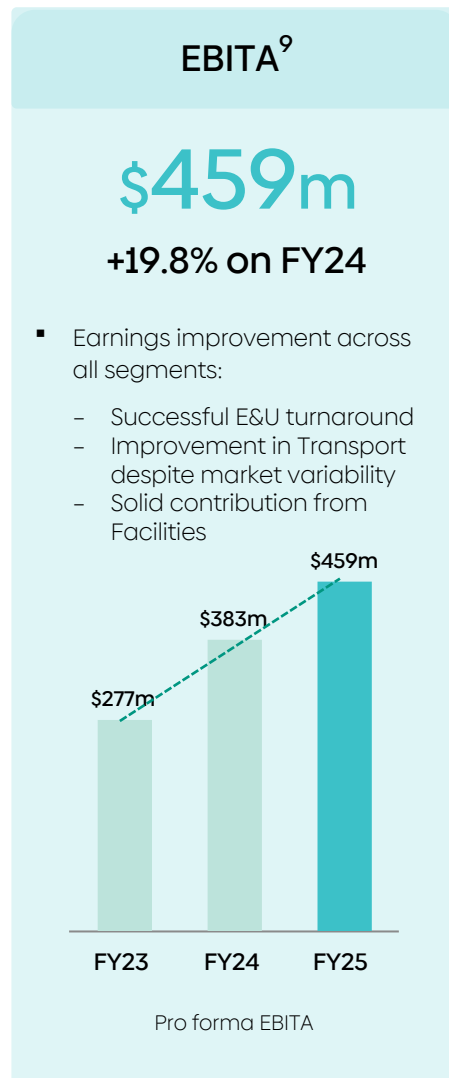 EBITA⁹
$459m
+19.8% on FY24
▪ Earnings improvement across
all segments:
– Successful E&U turnaround
– Improvement in Transport
despite market variability
– Solid contribution from
Facilities
$459m
$383m
$277m
FY23 FY24 FY25
Pro forma EBITA